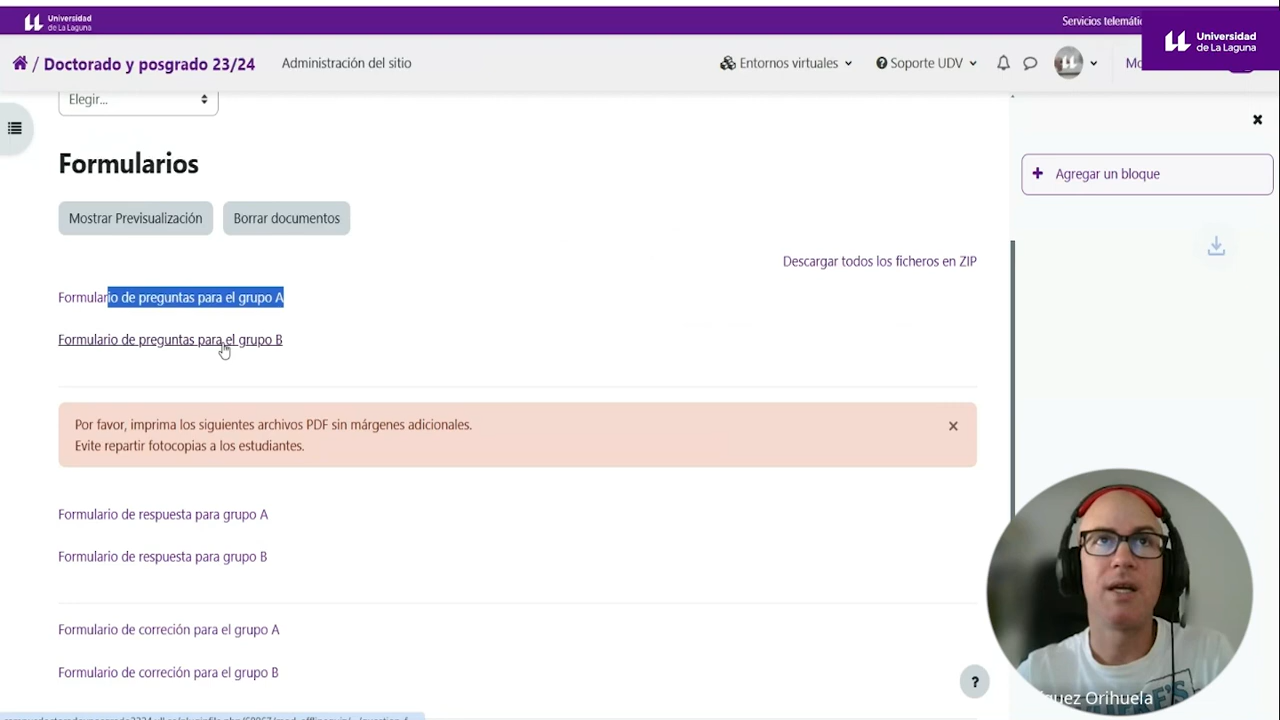 Universidad
de La Laguna
Servicios telemátic
Universidad
de La Laguna
/ Doctorado y posgrado 23/24
Administración del sitio
Entornos virtuales
Soporte UDV
Mo
Elegir...
Formularios
Agregar un bloque
Mostrar Previsualización
Borrar documentos
Descargar todos los ficheros en ZIP
Formulario de preguntas para el grupo A
Formulario de preguntas para el grupo B
Por favor, imprima los siguientes archivos PDF sin márgenes adicionales.
Evite repartir fotocopias a los estudiantes.
Formulario de respuesta para grupo A
Formulario de respuesta para grupo B
Formulario de correción para el grupo A
Formulario de correción para el grupo B
?
guez Orihuela